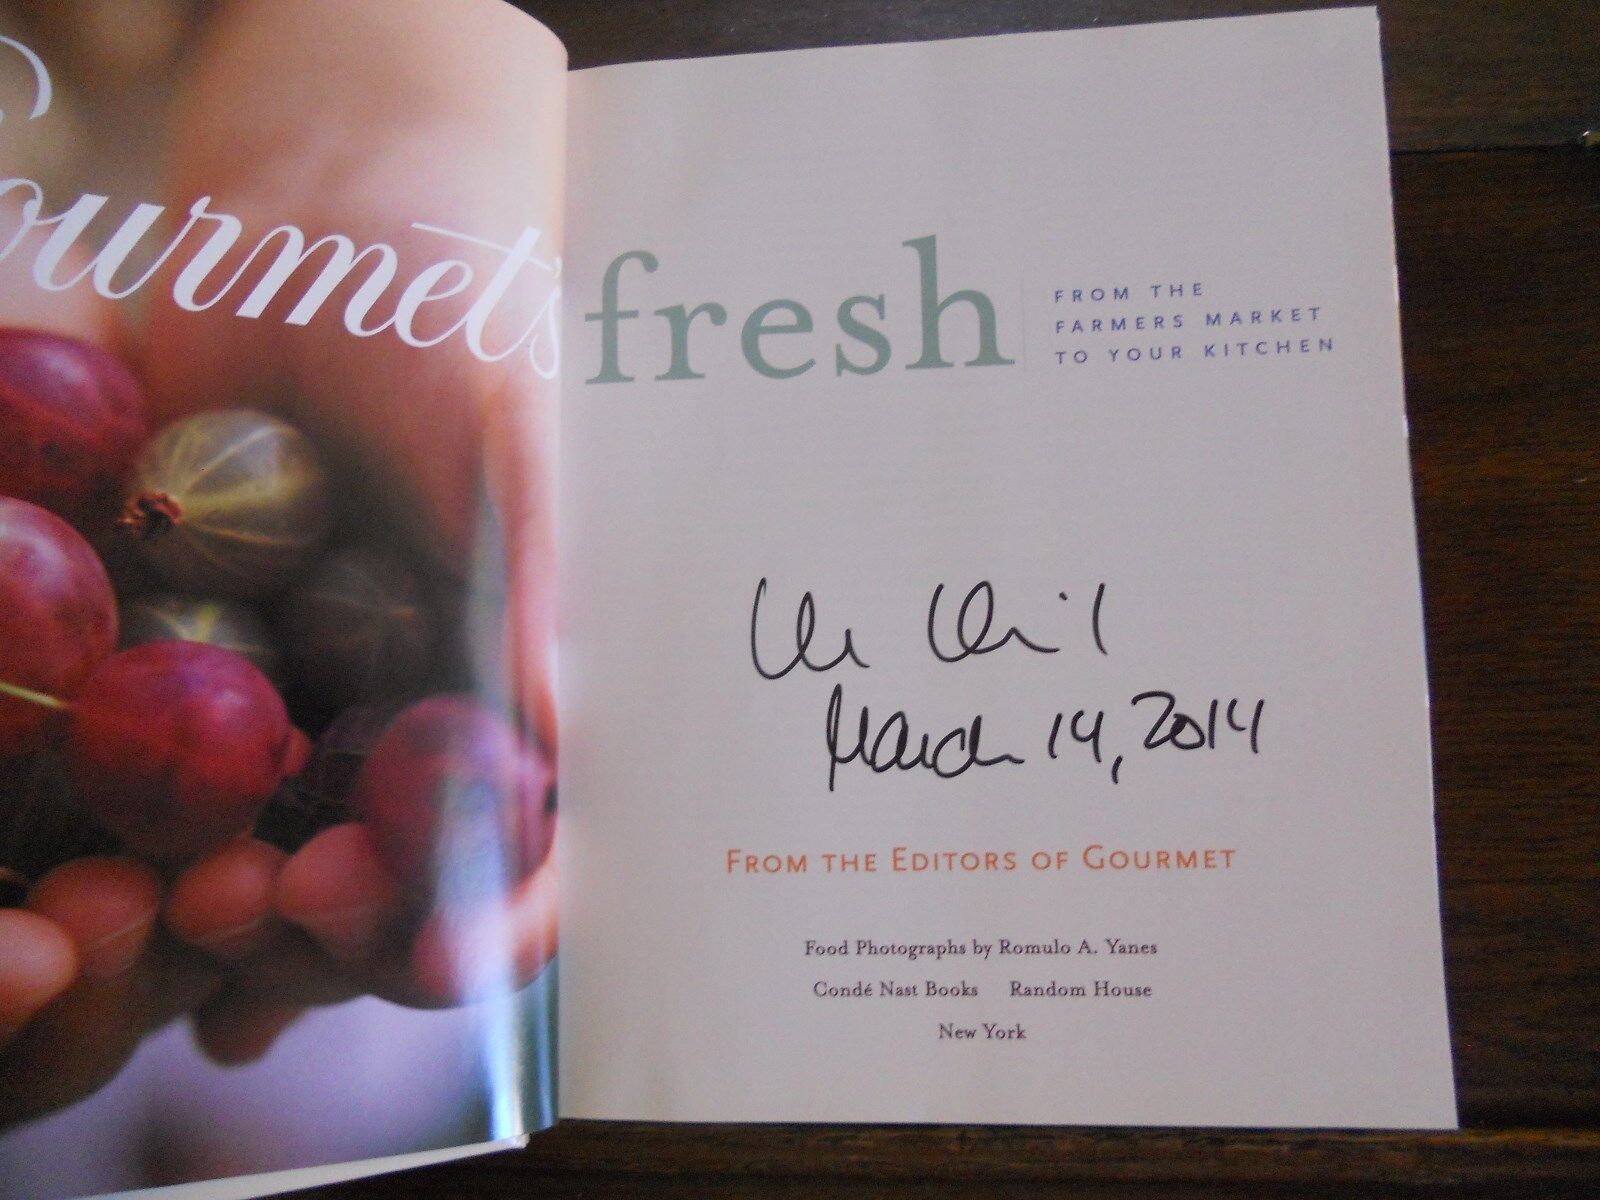 Gourmet's
fresh
FROM THE
FARMERS MARKET
TO YOUR KITCHEN
March 14, 2014
FROM THE EDITORS OF GOURMET
Food Photographs by Romulo A. Yanes
Condé Nast Books Random House
New York